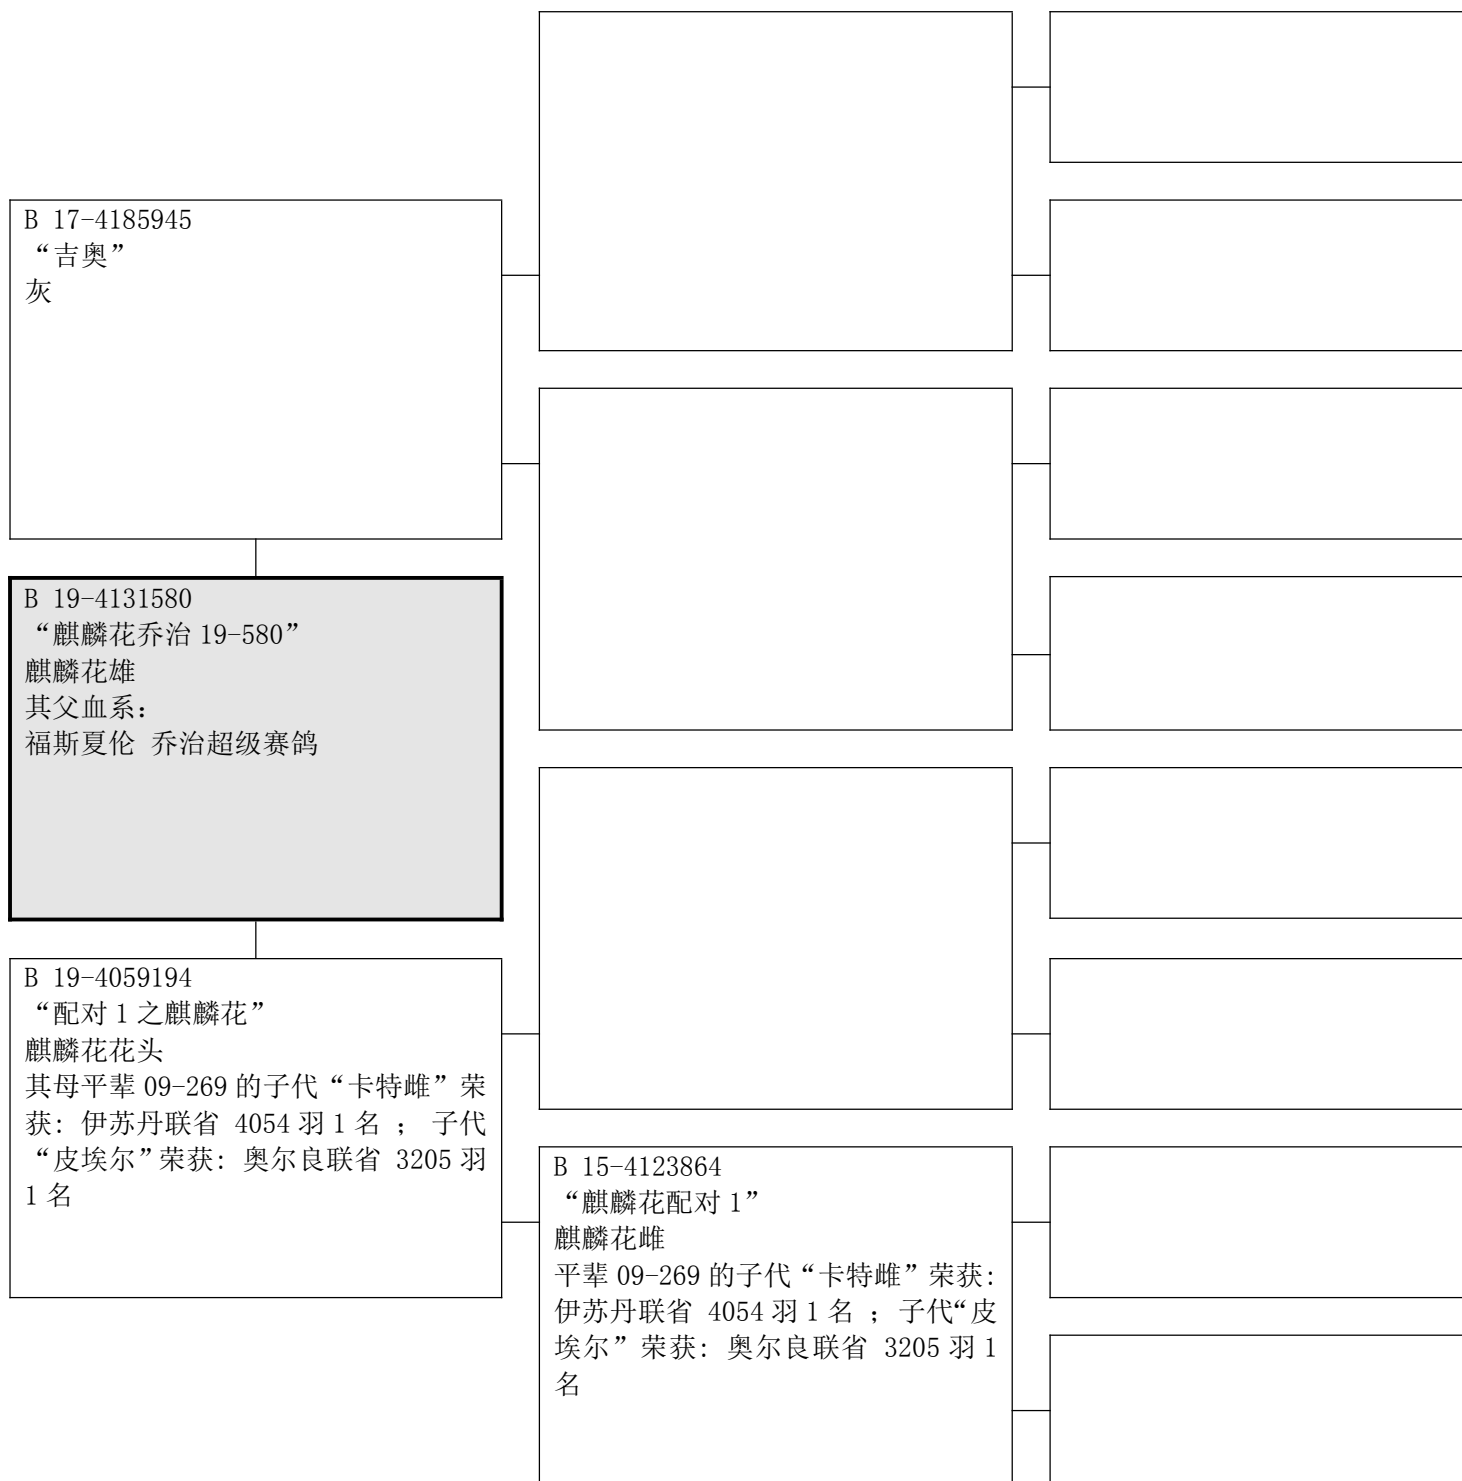 B 17-4185945
“吉奥”
灰
B 19-4131580
“麒麟花乔治 19-580”
麒麟花雄
其父血系：
福斯夏伦 乔治超级赛鸽
B 19-4059194
“配对 1 之麒麟花”
麒麟花花头
其母平辈 09-269 的子代“卡特雌”荣
获: 伊苏丹联省 4054 羽 1 名 ; 子代
“皮埃尔”荣获: 奥尔良联省 3205 羽
1 名
B 15-4123864
“麒麟花配对 1”
麒麟花雌
平辈 09-269 的子代“卡特雌”荣获:
伊苏丹联省 4054 羽 1 名 ; 子代“皮
埃尔”荣获: 奥尔良联省 3205 羽 1
名